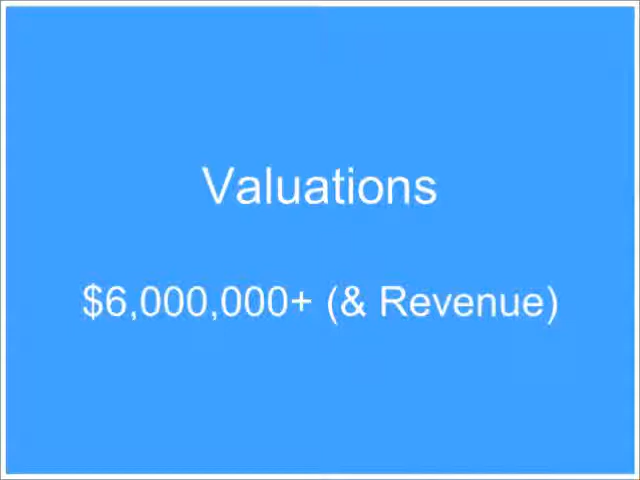 Valuations
$6,000,000+ (& Revenue)